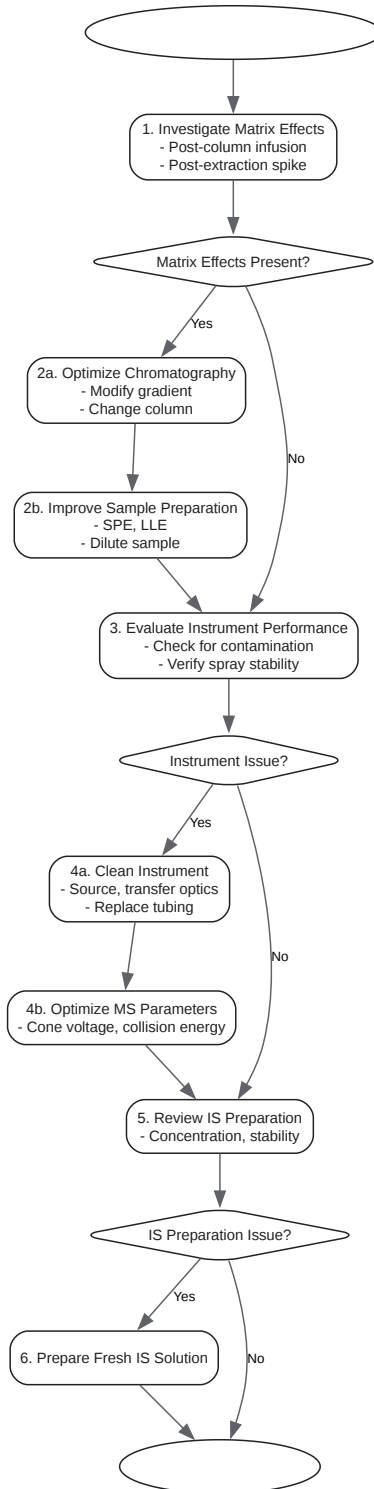 1. Investigate Matrix Effects
- Post-column infusion
- Post-extraction spike
Matrix Effects Present?
Yes
2a. Optimize Chromatography
- Modify gradient
- Change column
No
2b. Improve Sample Preparation
- SPE, LLE
- Dilute sample
3. Evaluate Instrument Performance
- Check for contamination
- Verify spray stability
Instrument Issue?
Yes
4a. Clean Instrument
- Source, transfer optics
- Replace tubing
No
4b. Optimize MS Parameters
- Cone voltage, collision energy
5. Review IS Preparation
- Concentration, stability
IS Preparation Issue?
Yes
6. Prepare Fresh IS Solution
No